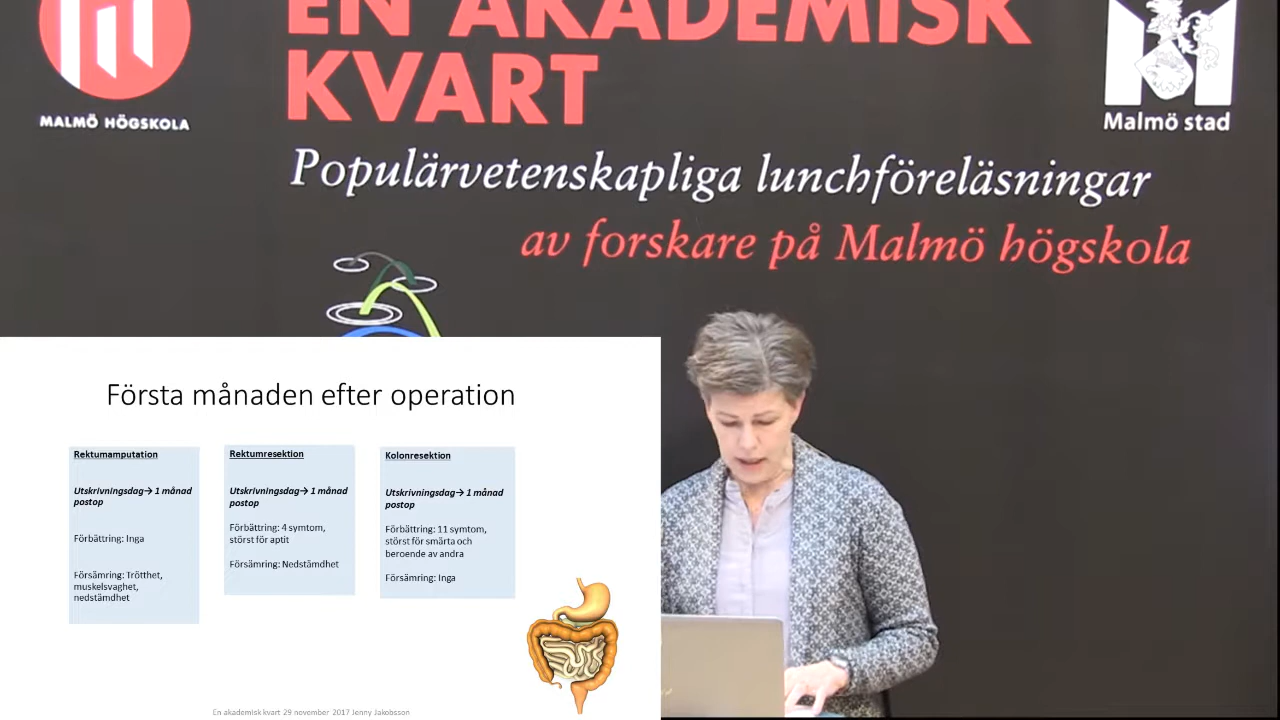 EN AKADEMISK
KVART
MALMÖ HÖGSKOLA
Malmö stad
Populärvetenskapliga lunchföreläsningar
av forskare på Malmö högskola
Första månaden efter operation
Rektumamputation
Utskrivningsdag→ 1 månad
postop
Förbättring: Inga
Försämring: Trötthet,
muskelsvaghet,
nedstämdhet
Rektumresektion
Utskrivningsdag→ 1 månad
postop
Förbättring: 4 symtom,
störst för aptit
Försämring: Nedstämdhet
Kolonresektion
Utskrivningsdag→ 1 månad
postop
Förbättring: 11 symtom,
störst för smärta och
beroende av andra
Försämring: Inga
En akademisk kvart 29 november 2017 Jenny Jakobsson